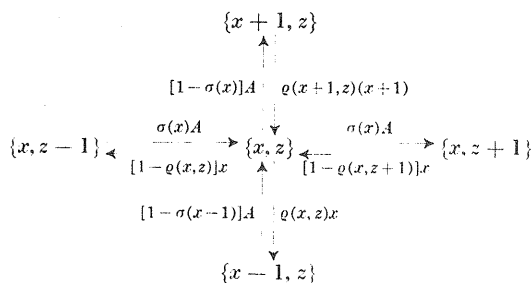 {x + 1, z}
[1−σ(x)]A ϱ(x+1,z)(x+1)
σ(x)A σ(x)A
{x, z − 1} {x, z} {x, z + 1}
[1−ϱ(x,z)]x [1−ϱ(x,z+1)]x
[1−σ(x−1)]A ϱ(x,z)x
{x − 1, z}